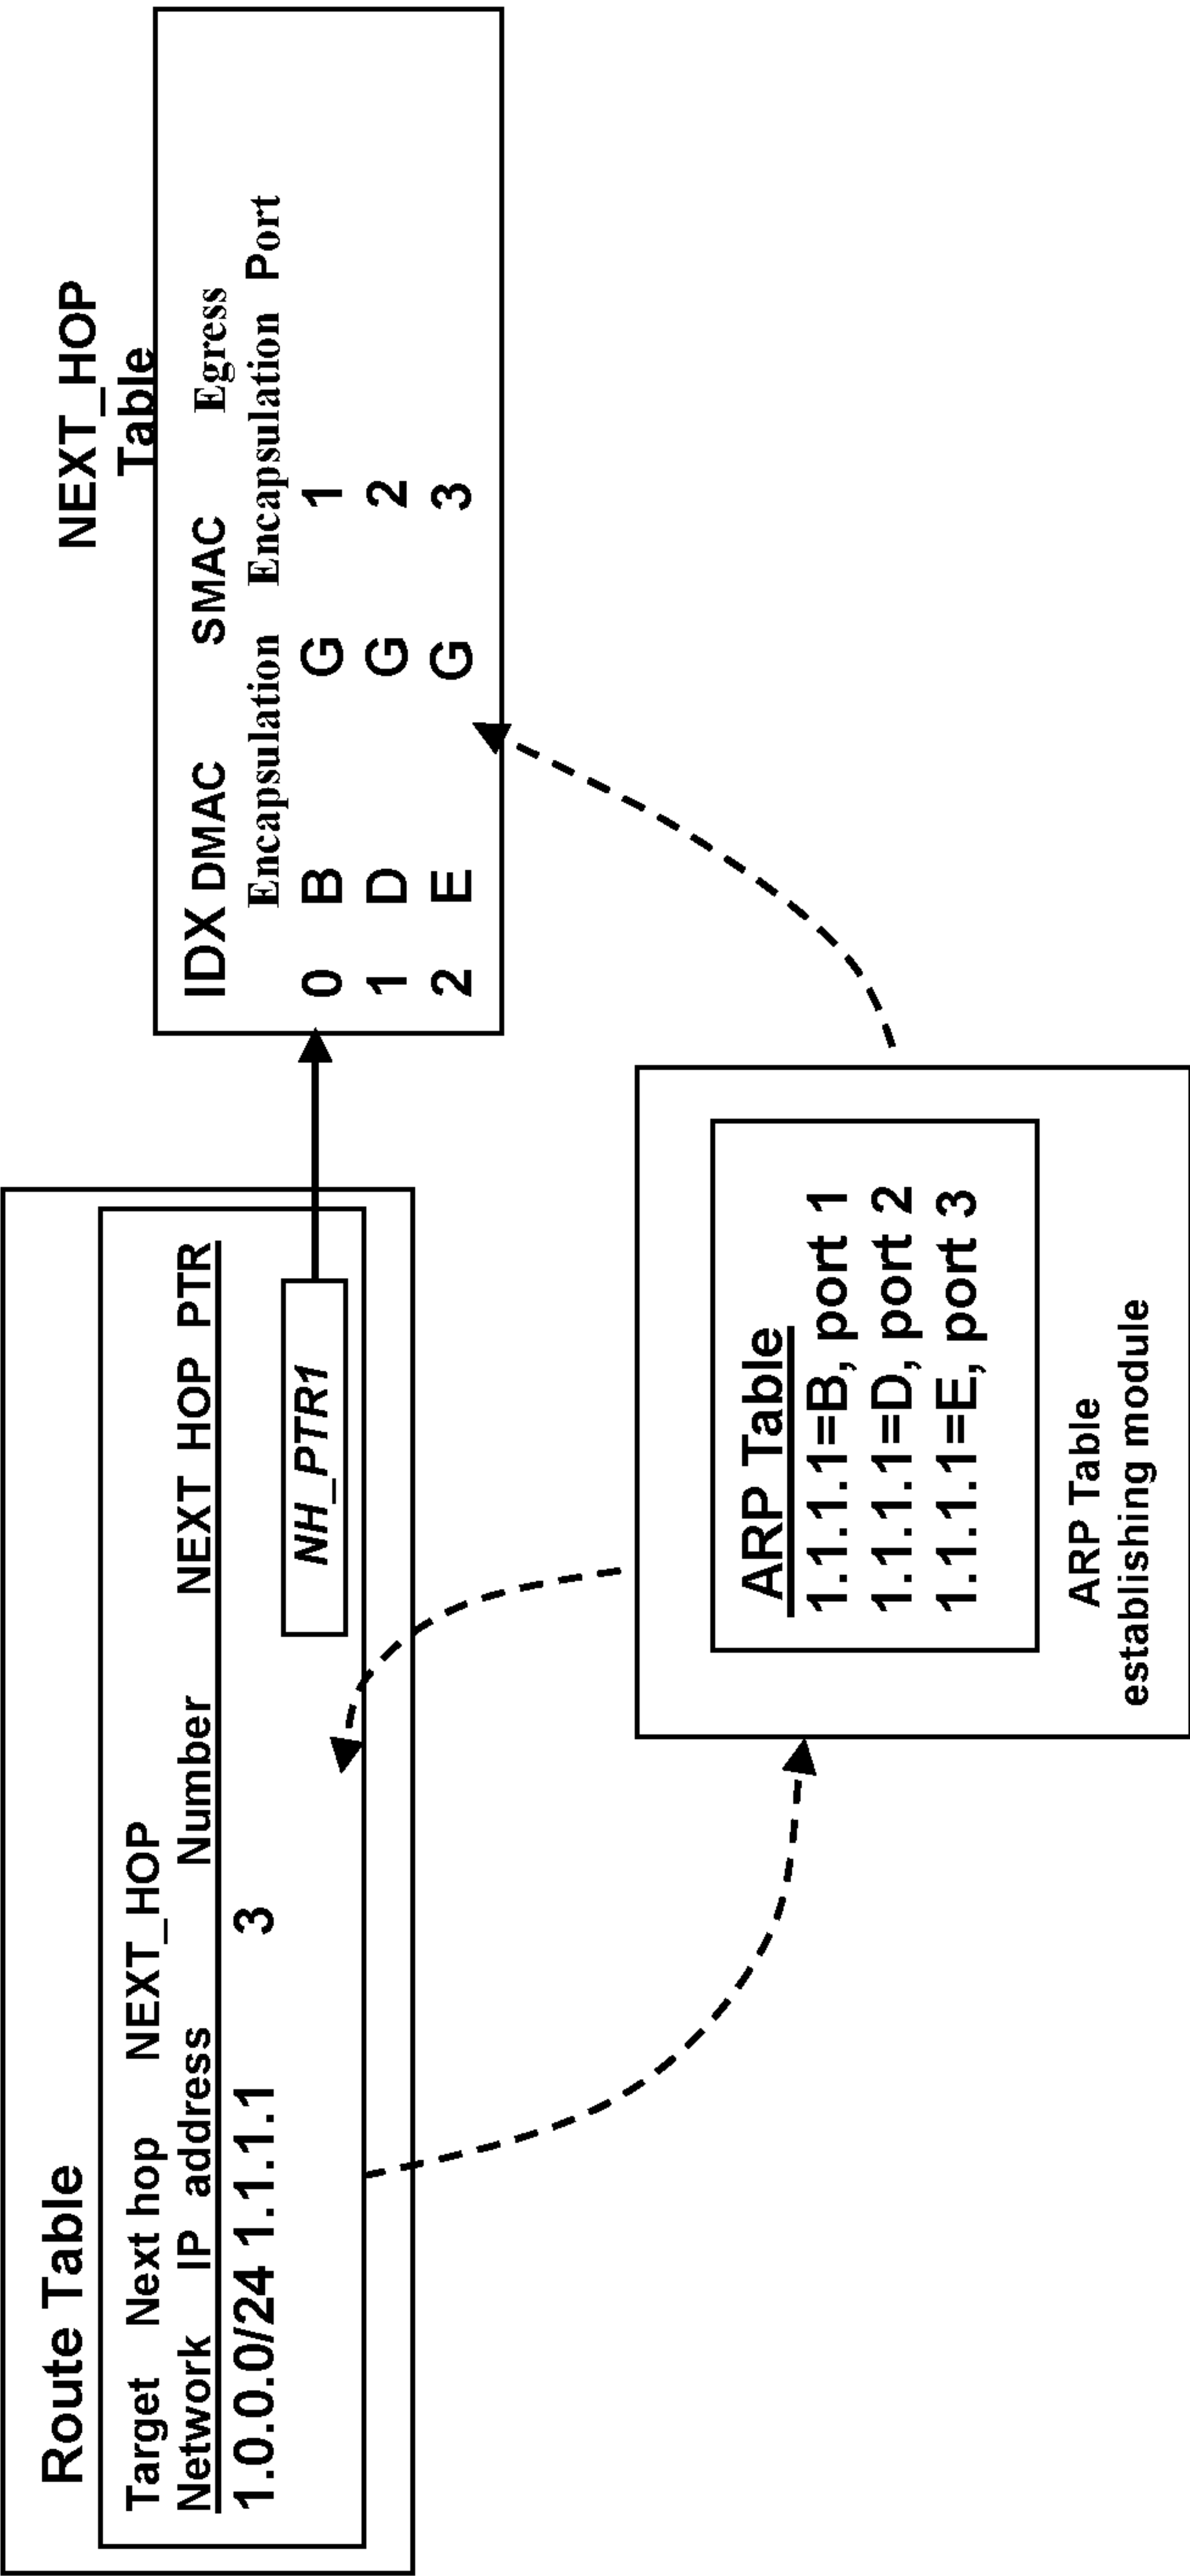 Route Table
Target Next hop NEXT_HOP
Network IP address Number NEXT HOP PTR
1.0.0.0/24 1.1.1.1 3
NH_PTR1
NEXT_HOP
Table
IDX DMAC SMAC Egress
Encapsulation Encapsulation Port
0 B G 1
1 D G 2
2 E G 3
ARP Table
1.1.1.1=B, port 1
1.1.1.1=D, port 2
1.1.1.1=E, port 3
ARP Table
establishing module